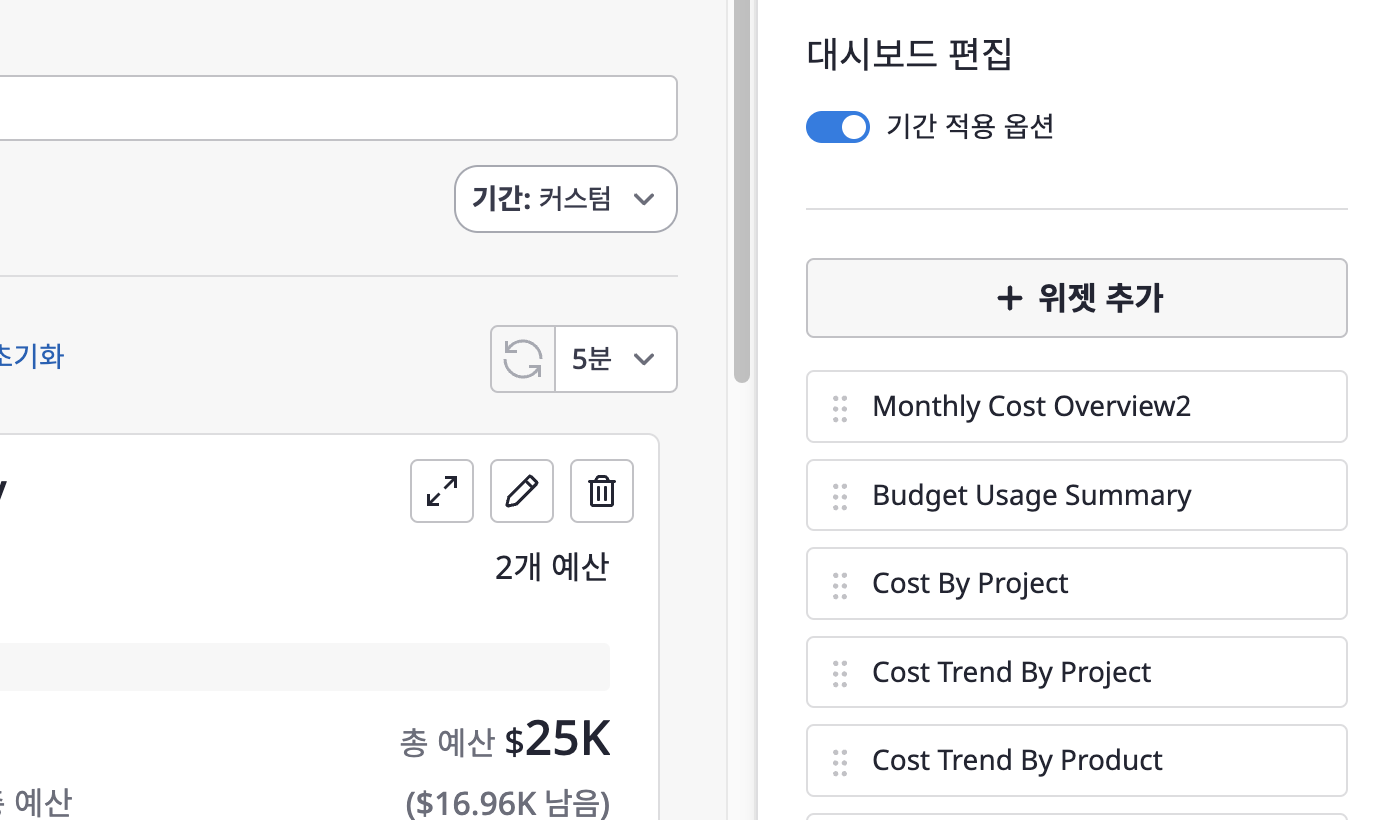 기간: 커스텀
초기화
5분
2개 예산
총 예산 $25K
예산
($16.96K 남음)
대시보드 편집
기간 적용 옵션
+ 위젯 추가
Monthly Cost Overview2
Budget Usage Summary
Cost By Project
Cost Trend By Project
Cost Trend By Product